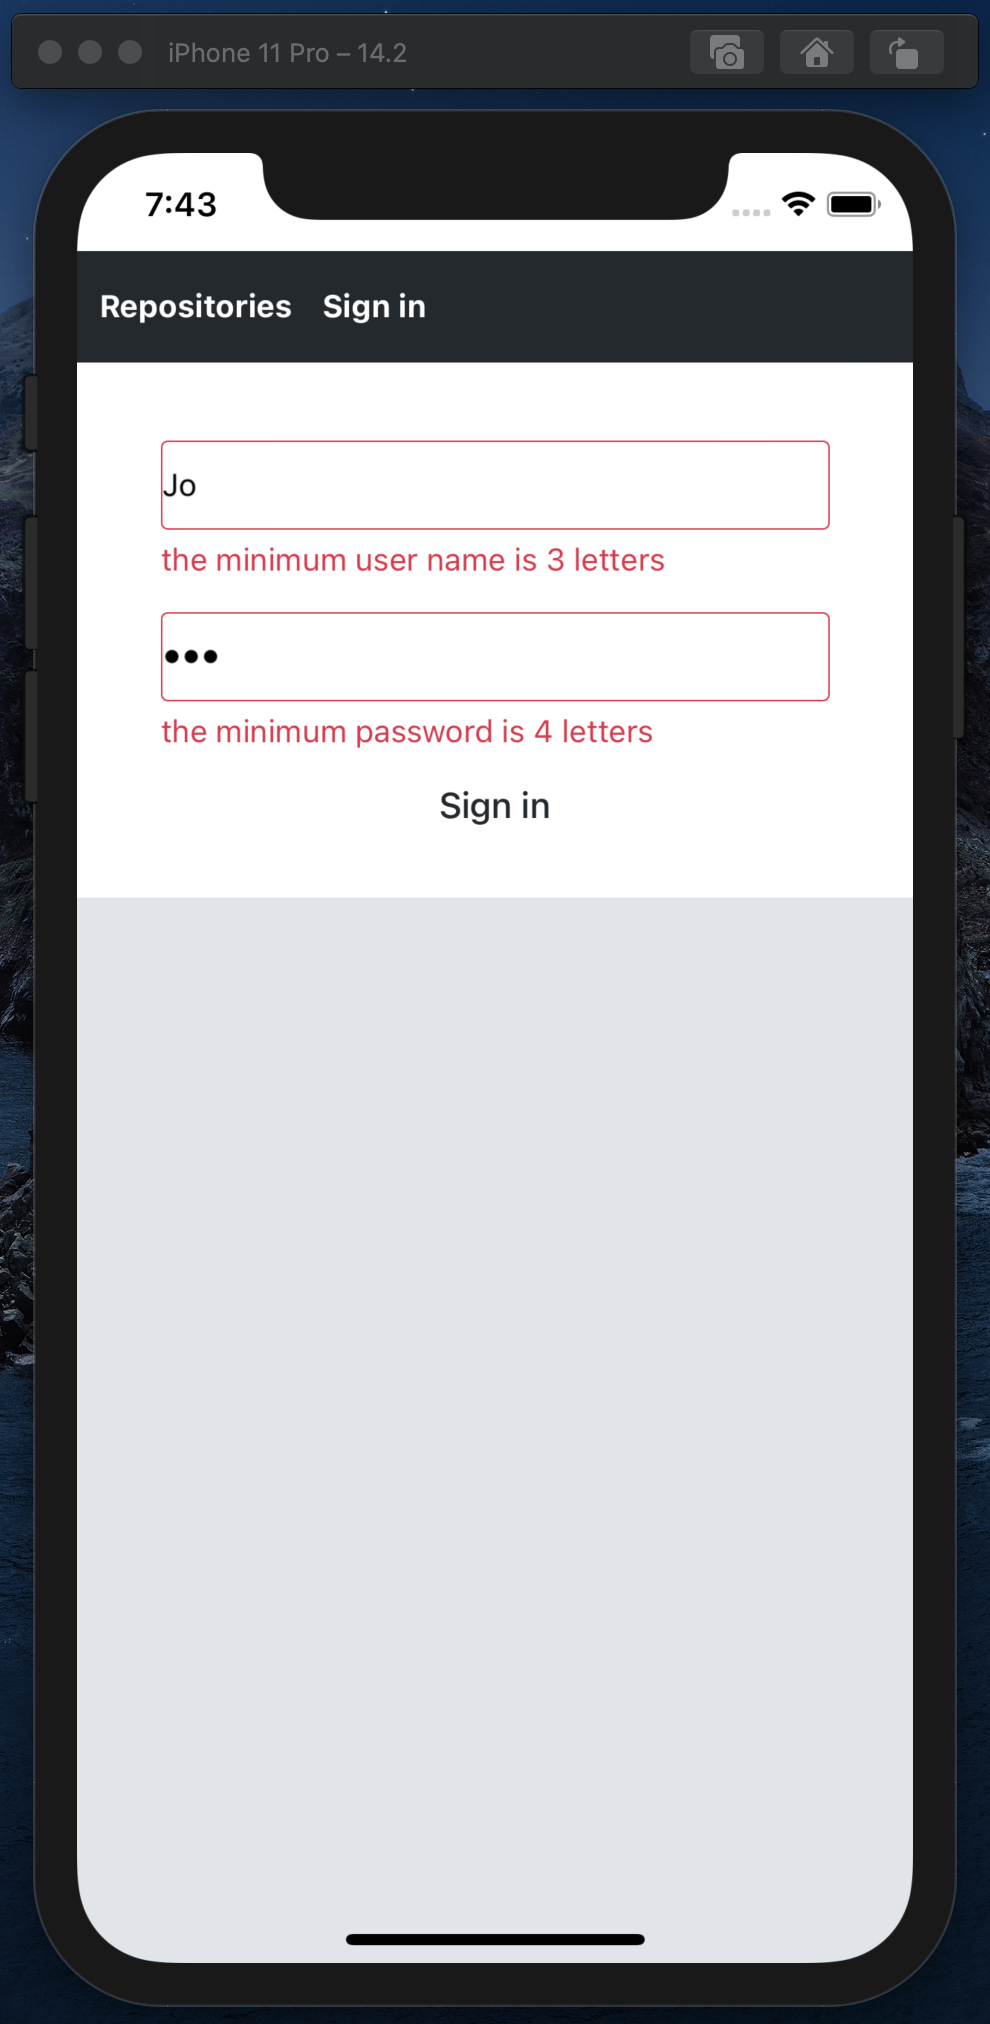 iPhone 11 Pro – 14.2
7:43
Repositories Sign in
Jo
the minimum user name is 3 letters
•••
the minimum password is 4 letters
Sign in